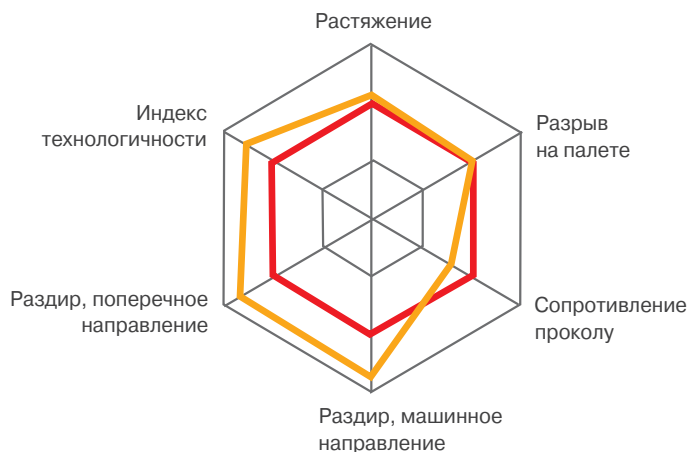 Растяжение
Индекс
технологичности
Разрыв
на палете
Раздир, поперечное
направление
Сопротивление
проколу
Раздир, машинное
направление